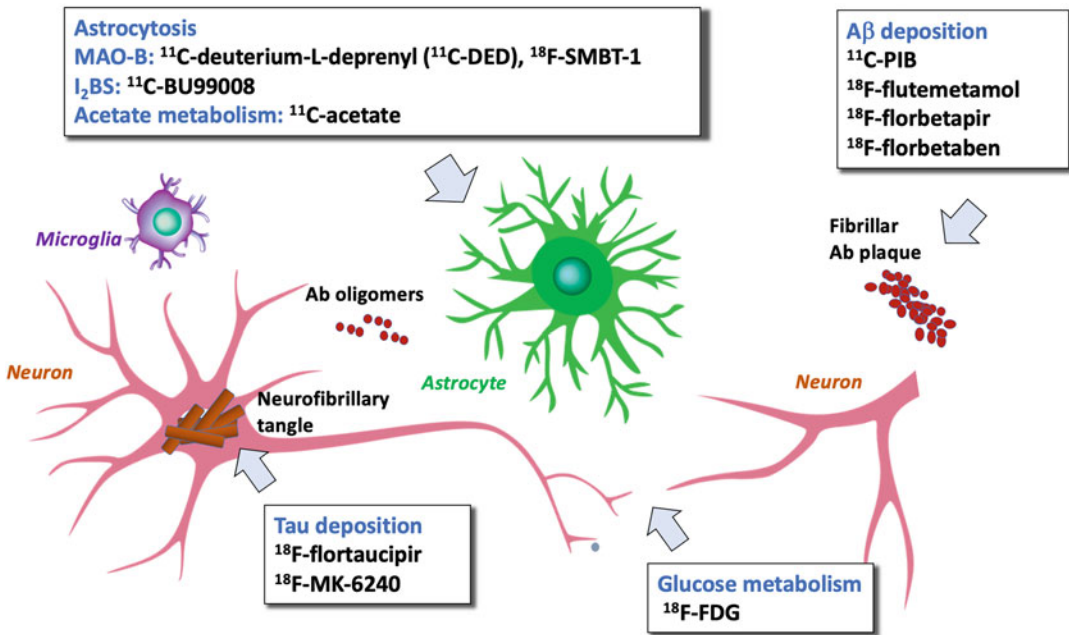 Astrocytosis
MAO-B: ¹¹C-deuterium-L-deprenyl (¹¹C-DED), ¹⁸F-SMBT-1
I₂BS: ¹¹C-BU99008
Acetate metabolism: ¹¹C-acetate
Aβ deposition
¹¹C-PIB
¹⁸F-flutemetamol
¹⁸F-florbetapir
¹⁸F-florbetaben
Microglia
Fibrillar
Ab plaque
Ab oligomers
Neuron
Astrocyte
Neuron
Neurofibrillary
tangle
Tau deposition
¹⁸F-flortaucipir
¹⁸F-MK-6240
Glucose metabolism
¹⁸F-FDG